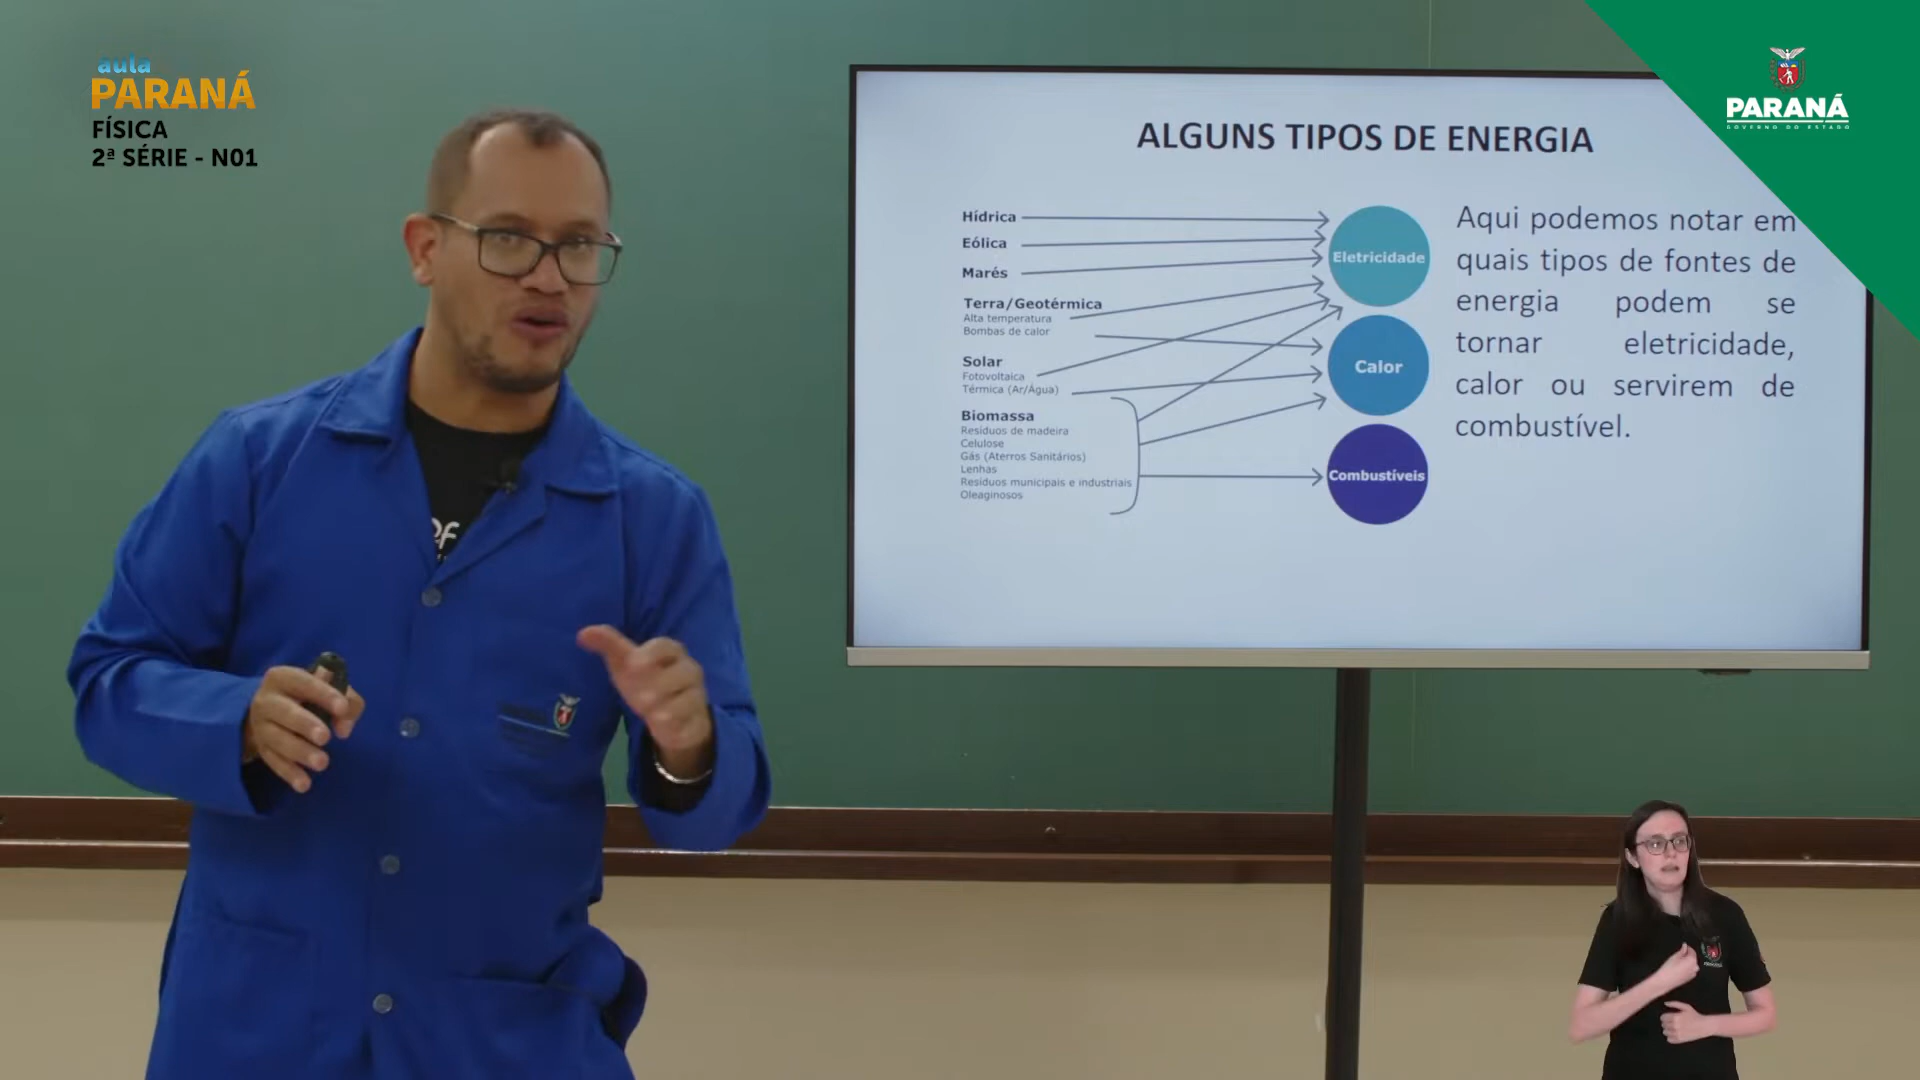 aula
PARANÁ
FÍSICA
2ª SÉRIE - N01
PARANÁ
GOVERNO DO ESTADO
ALGUNS TIPOS DE ENERGIA
Hídrica
Eólica
Marés
Terra/Geotérmica
Alta temperatura
Bombas de calor
Solar
Fotovoltaica
Térmica (Ar/Água)
Biomassa
Resíduos de madeira
Celulose
Gás (Aterros Sanitários)
Lenhas
Resíduos municipais e industriais
Oleaginosos
Eletricidade
Calor
Combustíveis
Aqui podemos notar em
quais tipos de fontes de
energia podem se
tornar eletricidade,
calor ou servirem de
combustível.